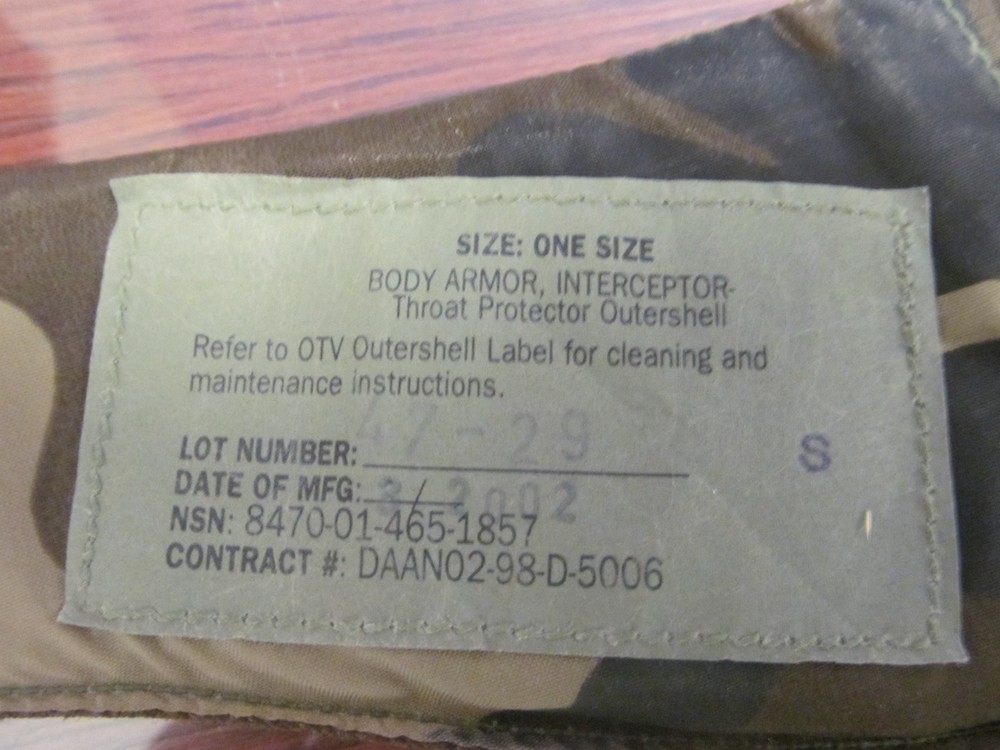 SIZE: ONE SIZE
BODY ARMOR, INTERCEPTOR-
Throat Protector Outershell
Refer to OTV Outershell Label for cleaning and
maintenance instructions.
LOT NUMBER: 47-29
S
DATE OF MFG: 3/2002
NSN: 8470-01-465-1857
CONTRACT #: DAAN02-98-D-5006